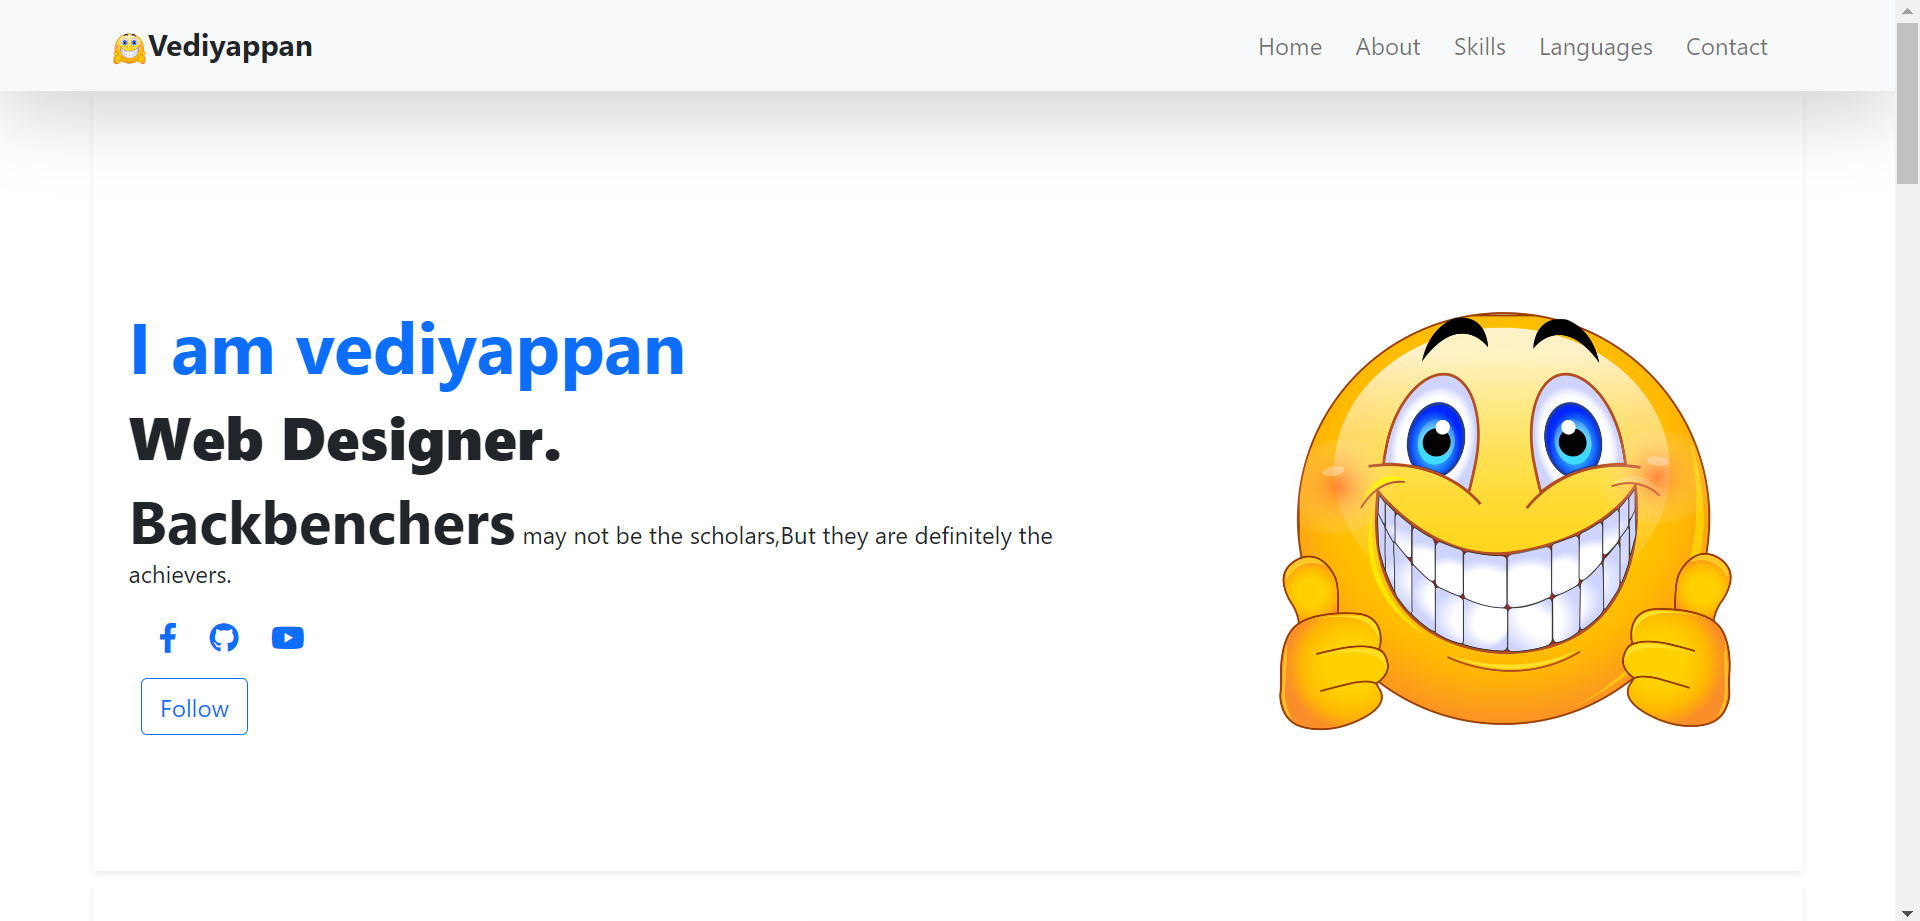 Vediyappan
Home About Skills Languages Contact
I am vediyappan
Web Designer.
Backbenchers may not be the scholars,But they are definitely the
achievers.
Follow